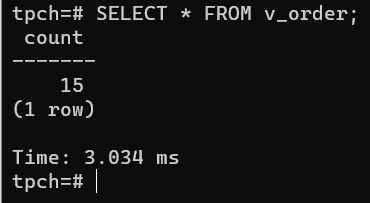 tpch=# SELECT * FROM v_order;
 count
-------
    15
(1 row)

Time: 3.034 ms
tpch=#